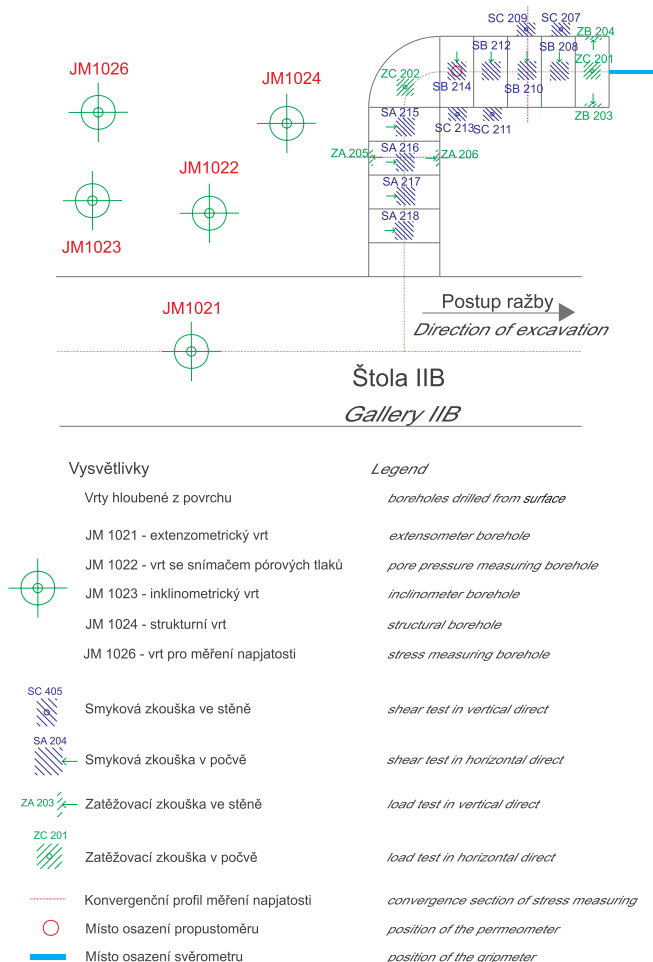 SC 209
SC 207
ZB 204
SB 212
SB 208
ZC 201
JM1026
JM1024
ZC 202
SB 214
SB 210
ZB 203
SA 215
SC 213
SC 211
SA 216
ZA 205
ZA 206
JM1022
SA 217
SA 218
JM1023
JM1021
Postup ražby
Direction of excavation
Štola IIB
Gallery IIB
Vysvětlivky
Legend
Vrty hloubené z povrchu
boreholes drilled from surface
JM 1021 - extenzometrický vrt
extensometer borehole
JM 1022 - vrt se snímačem pórových tlaků
pore pressure measuring borehole
JM 1023 - inklinometrický vrt
inclinometer borehole
JM 1024 - strukturní vrt
structural borehole
JM 1026 - vrt pro měření napjatosti
stress measuring borehole
SC 405
Smyková zkouška ve stěně
shear test in vertical direct
SA 204
Smyková zkouška v počvě
shear test in horizontal direct
ZA 203
Zatěžovací zkouška ve stěně
load test in vertical direct
ZC 201
Zatěžovací zkouška v počvě
load test in horizontal direct
Konvergenční profil měření napjatosti
convergence section of stress measuring
Místo osazení propustoměru
position of the permeometer
Místo osazení svěrometru
position of the gripmeter